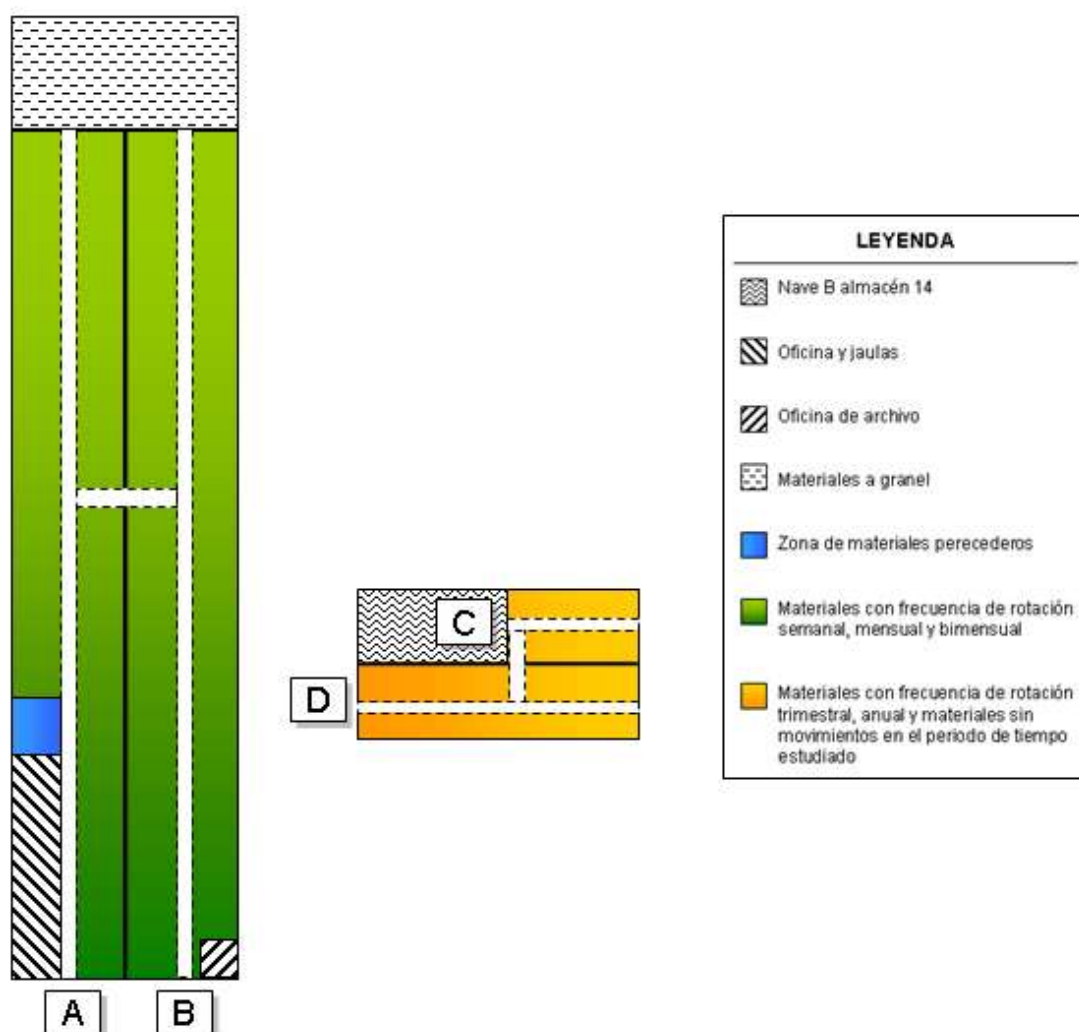 LEYENDA
Nave B almacén 14
Oficina y jaulas
Oficina de archivo
Materiales a granel
Zona de materiales perecederos
Materiales con frecuencia de rotación
semanal, mensual y bimensual
Materiales con frecuencia de rotación
trimestral, anual y materiales sin
movimientos en el periodo de tiempo
estudiado
C
D
A
B